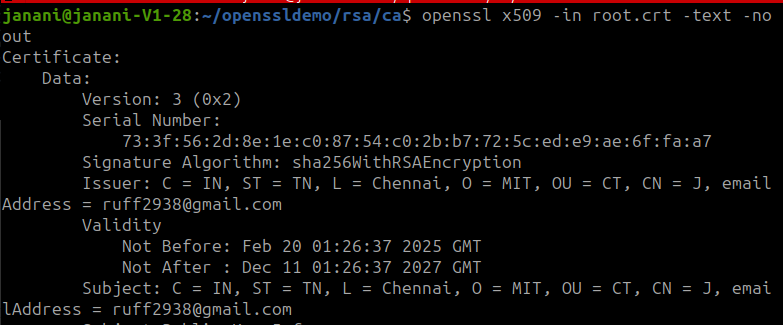 janani@janani-V1-28:~/openssldemo/rsa/ca$ openssl x509 -in root.crt -text -no
out
Certificate:
    Data:
        Version: 3 (0x2)
        Serial Number:
            73:3f:56:2d:8e:1e:c0:87:54:c0:2b:b7:72:5c:ed:e9:ae:6f:fa:a7
        Signature Algorithm: sha256WithRSAEncryption
        Issuer: C = IN, ST = TN, L = Chennai, O = MIT, OU = CT, CN = J, email
Address = ruff2938@gmail.com
        Validity
            Not Before: Feb 20 01:26:37 2025 GMT
            Not After : Dec 11 01:26:37 2027 GMT
        Subject: C = IN, ST = TN, L = Chennai, O = MIT, OU = CT, CN = J, emai
lAddress = ruff2938@gmail.com